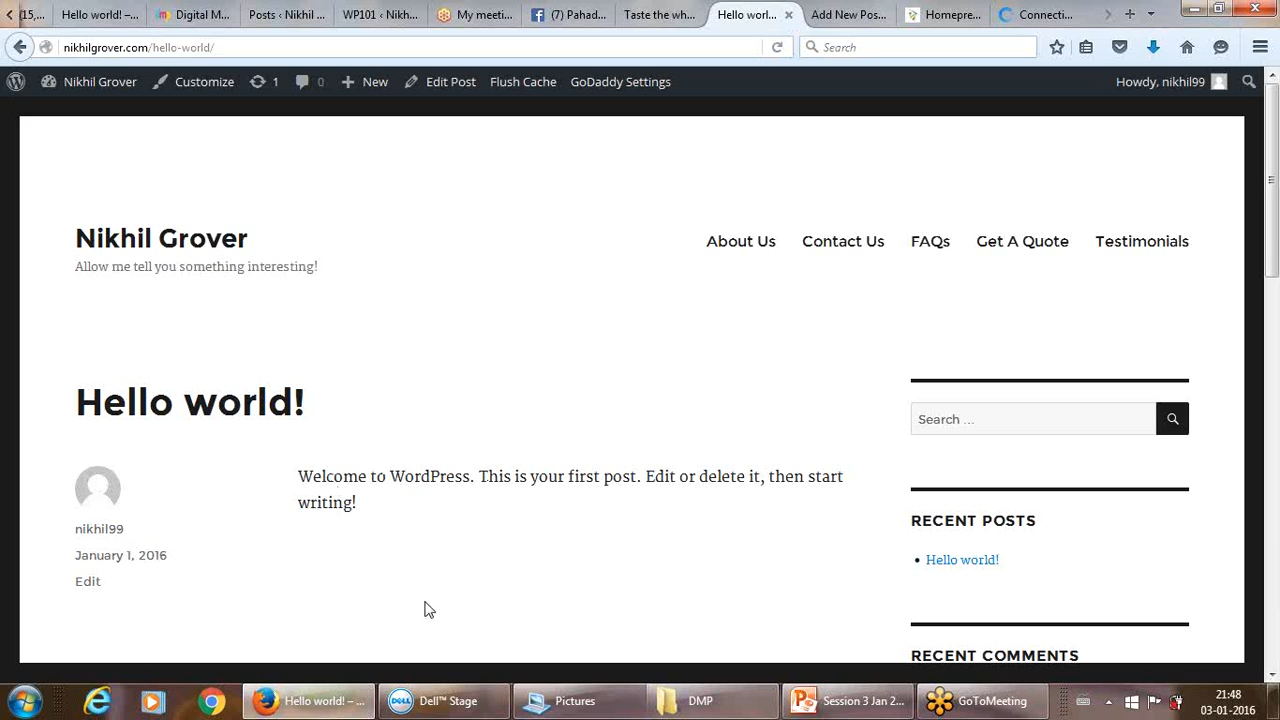 15,
Hello world! –...
Digital M...
Posts ‹ Nikhil ...
WP101 ‹ Nikh...
My meeti...
(7) Pahad...
Taste the wh...
Hello worl...
Add New Pos...
Homepre...
Connecti...
nikhilgrover.com/hello-world/
Search
Nikhil Grover
Customize
1
0
New
Edit Post
Flush Cache
GoDaddy Settings
Howdy, nikhil99
Nikhil Grover
Allow me tell you something interesting!
About Us
Contact Us
FAQs
Get A Quote
Testimonials
Hello world!
Search ...
Welcome to WordPress. This is your first post. Edit or delete it, then start
writing!
nikhil99
January 1, 2016
Edit
RECENT POSTS
Hello world!
RECENT COMMENTS
Hello world! – ...
DELL
Dell™ Stage
Pictures
DMP
Session 3 Jan 2...
GoToMeeting
21:48
03-01-2016